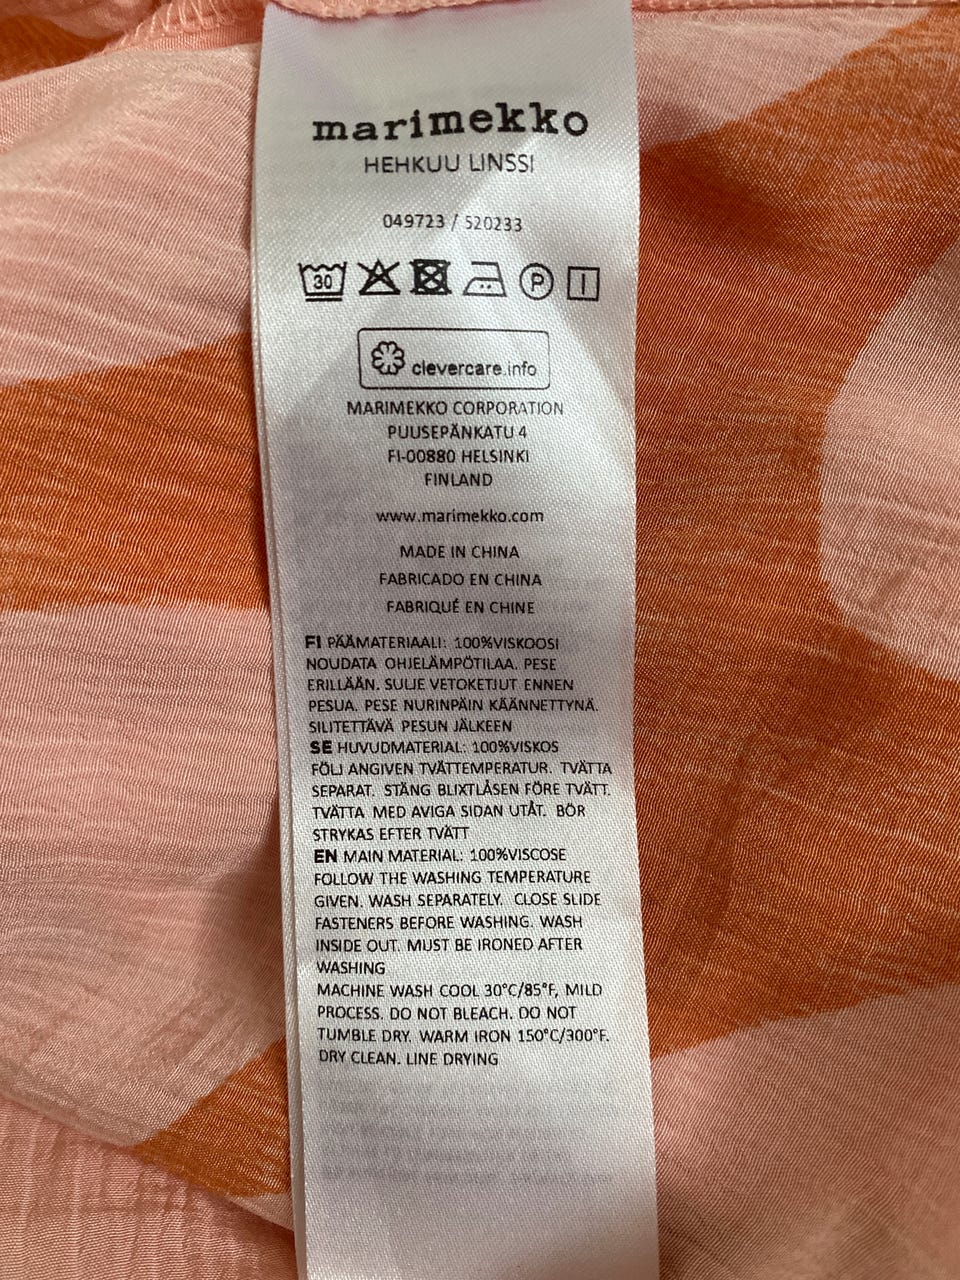 marimekko
HEHKUU LINSSI
049723 / 520233
30 P
clevercare.info
MARIMEKKO CORPORATION
PUUSEPÄNKATU 4
FI-00880 HELSINKI
FINLAND
www.marimekko.com
MADE IN CHINA
FABRICADO EN CHINA
FABRIQUÉ EN CHINE
FI PÄÄMATERIAALI: 100%VISKOOSI
NOUDATA OHJELÄMPÖTILAA. PESE
ERILLÄÄN. SULJE VETOKETJUT ENNEN
PESUA. PESE NURINPÄIN KÄÄNNETTYNÄ.
SILITETTÄVÄ PESUN JÄLKEEN
SE HUVUDMATERIAL: 100%VISKOS
FÖLJ ANGIVEN TVÄTTEMPERATUR. TVÄTTA
SEPARAT. STÄNG BLIXTLÅSEN FÖRE TVÄTT.
TVÄTTA MED AVIGA SIDAN UTÅT. BÖR
STRYKAS EFTER TVÄTT
EN MAIN MATERIAL: 100%VISCOSE
FOLLOW THE WASHING TEMPERATURE
GIVEN. WASH SEPARATELY. CLOSE SLIDE
FASTENERS BEFORE WASHING. WASH
INSIDE OUT. MUST BE IRONED AFTER
WASHING
MACHINE WASH COOL 30°C/85°F, MILD
PROCESS. DO NOT BLEACH. DO NOT
TUMBLE DRY. WARM IRON 150°C/300°F.
DRY CLEAN. LINE DRYING